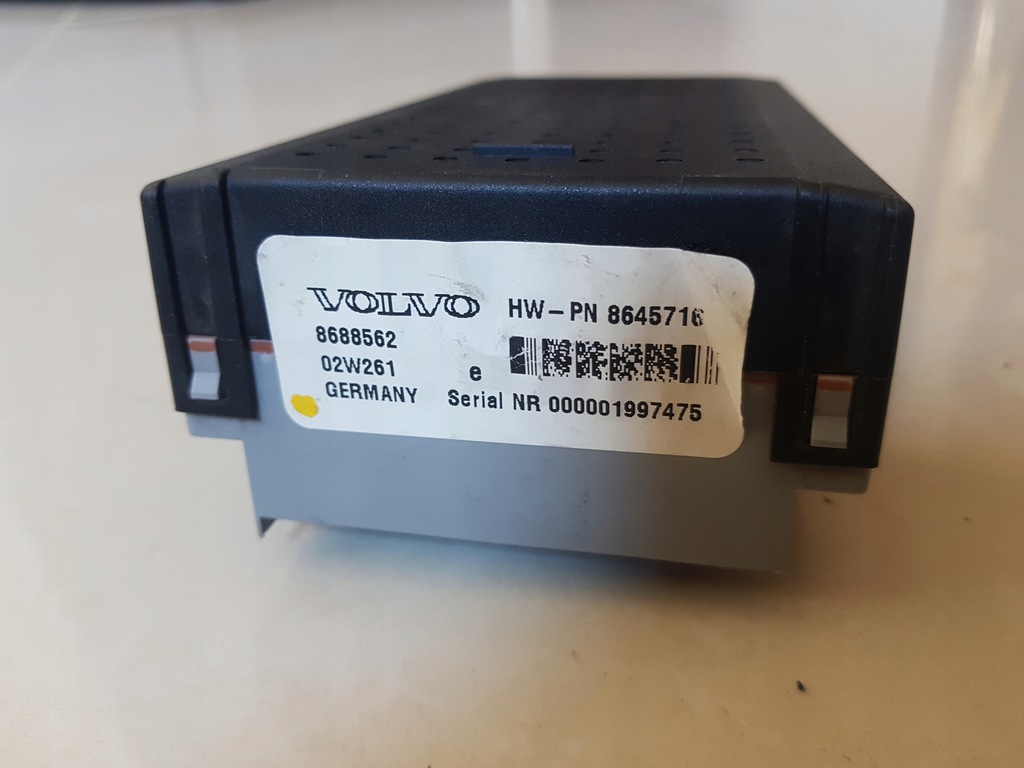 VOLVO HW-PN 8645716
8688562
02W261 e
GERMANY Serial NR 000001997475